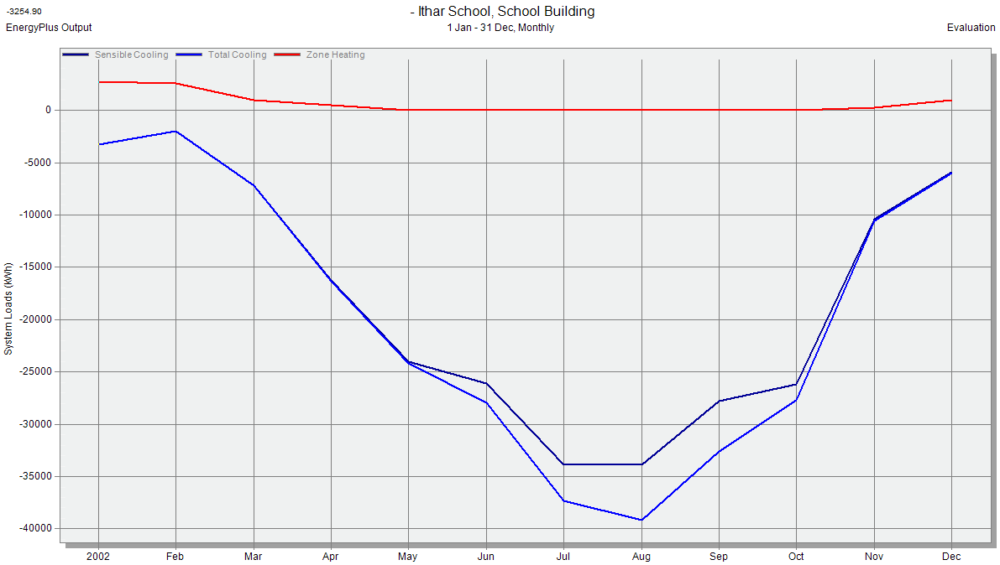 -3254.90
- Ithar School, School Building
EnergyPlus Output
1 Jan - 31 Dec, Monthly
Evaluation
Sensible Cooling Total Cooling Zone Heating
0
-5000
-10000
-15000
-20000
-25000
-30000
-35000
-40000
System Loads (kWh)
2002 Feb Mar Apr May Jun Jul Aug Sep Oct Nov Dec